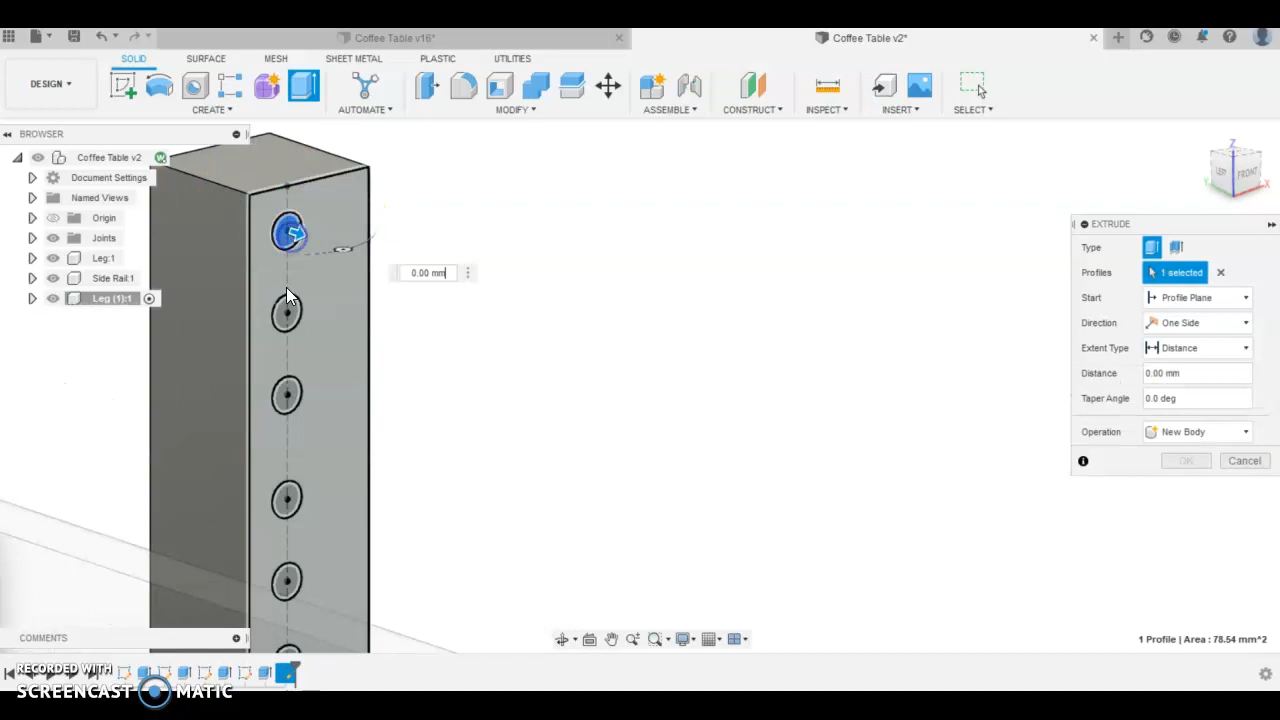 Coffee Table v16*
Coffee Table v2*
DESIGN
SOLID SURFACE MESH SHEET METAL PLASTIC UTILITIES
CREATE AUTOMATE MODIFY ASSEMBLE CONSTRUCT INSPECT INSERT SELECT
BROWSER
Coffee Table v2
Document Settings
Named Views
Origin
Joints
Leg:1
Side Rail:1
Leg (1):1
0.00 mm
Z
LEFT FRONT
Y X
EXTRUDE
Type
Profiles 1 selected
Start Profile Plane
Direction One Side
Extent Type Distance
Distance 0.00 mm
Taper Angle 0.0 deg
Operation New Body
OK Cancel
COMMENTS
1 Profile | Area : 78.54 mm^2
RECORDED WITH
SCREENCAST MATIC